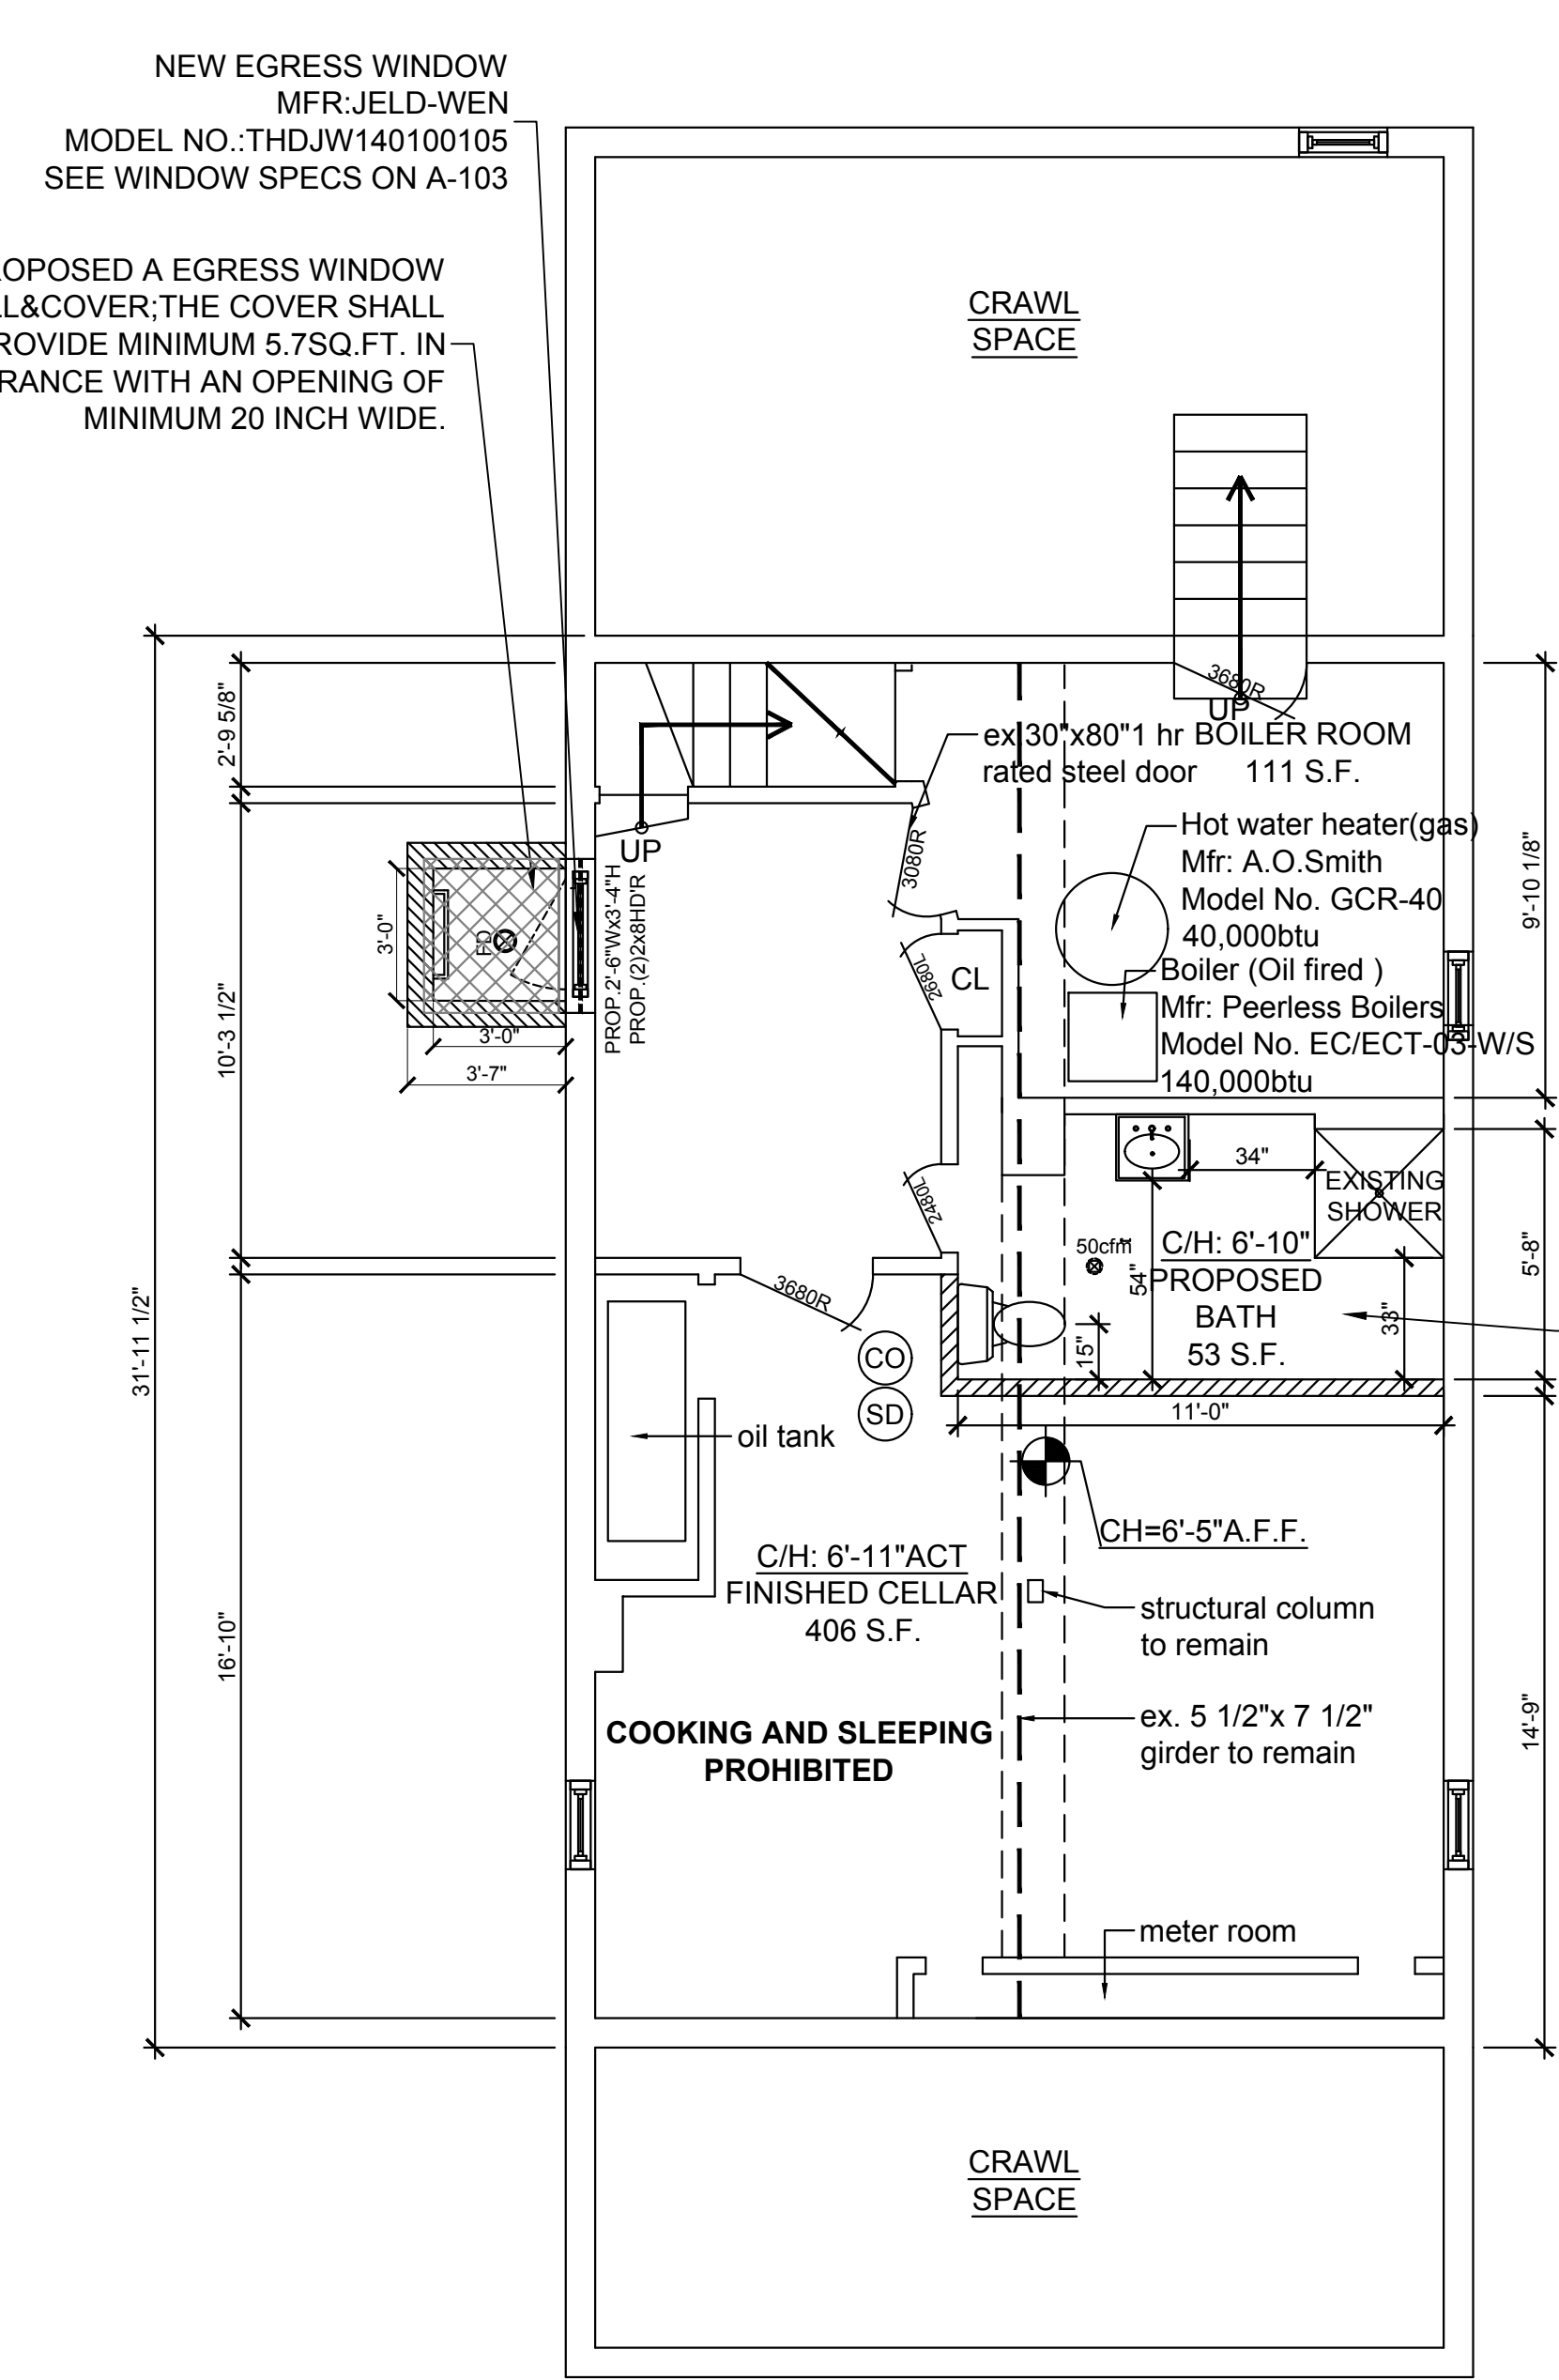 NEW EGRESS WINDOW
MFR:JELD-WEN
MODEL NO.:THDJW140100105
SEE WINDOW SPECS ON A-103
OPOSED A EGRESS WINDOW
LL&COVER;THE COVER SHALL
ROVIDE MINIMUM 5.7SQ.FT. IN
RANCE WITH AN OPENING OF
MINIMUM 20 INCH WIDE.
CRAWL
SPACE
3680R
UP
2'-9 5/8"
ex 30"x80"1 hr
rated steel door
BOILER ROOM
111 S.F.
Hot water heater(gas)
Mfr: A.O.Smith
Model No. GCR-40
40,000btu
Boiler (Oil fired )
Mfr: Peerless Boilers
Model No. EC/ECT-03-W/S
140,000btu
9'-10 1/8"
UP
3080R
PROP.2'-6"Wx3'-4"H
PROP.(2)2x8HD'R
FD
3'-0"
3'-0"
3'-7"
10'-3 1/2"
2680L
CL
2480L
34"
EXISTING
SHOWER
50cfm
C/H: 6'-10"
PROPOSED
BATH
53 S.F.
54"
33"
15"
5'-8"
3680R
31'-11 1/2"
CO
SD
11'-0"
oil tank
CH=6'-5"A.F.F.
C/H: 6'-11"ACT
FINISHED CELLAR
406 S.F.
structural column
to remain
16'-10"
COOKING AND SLEEPING
PROHIBITED
ex. 5 1/2"x 7 1/2"
girder to remain
14'-9"
meter room
CRAWL
SPACE